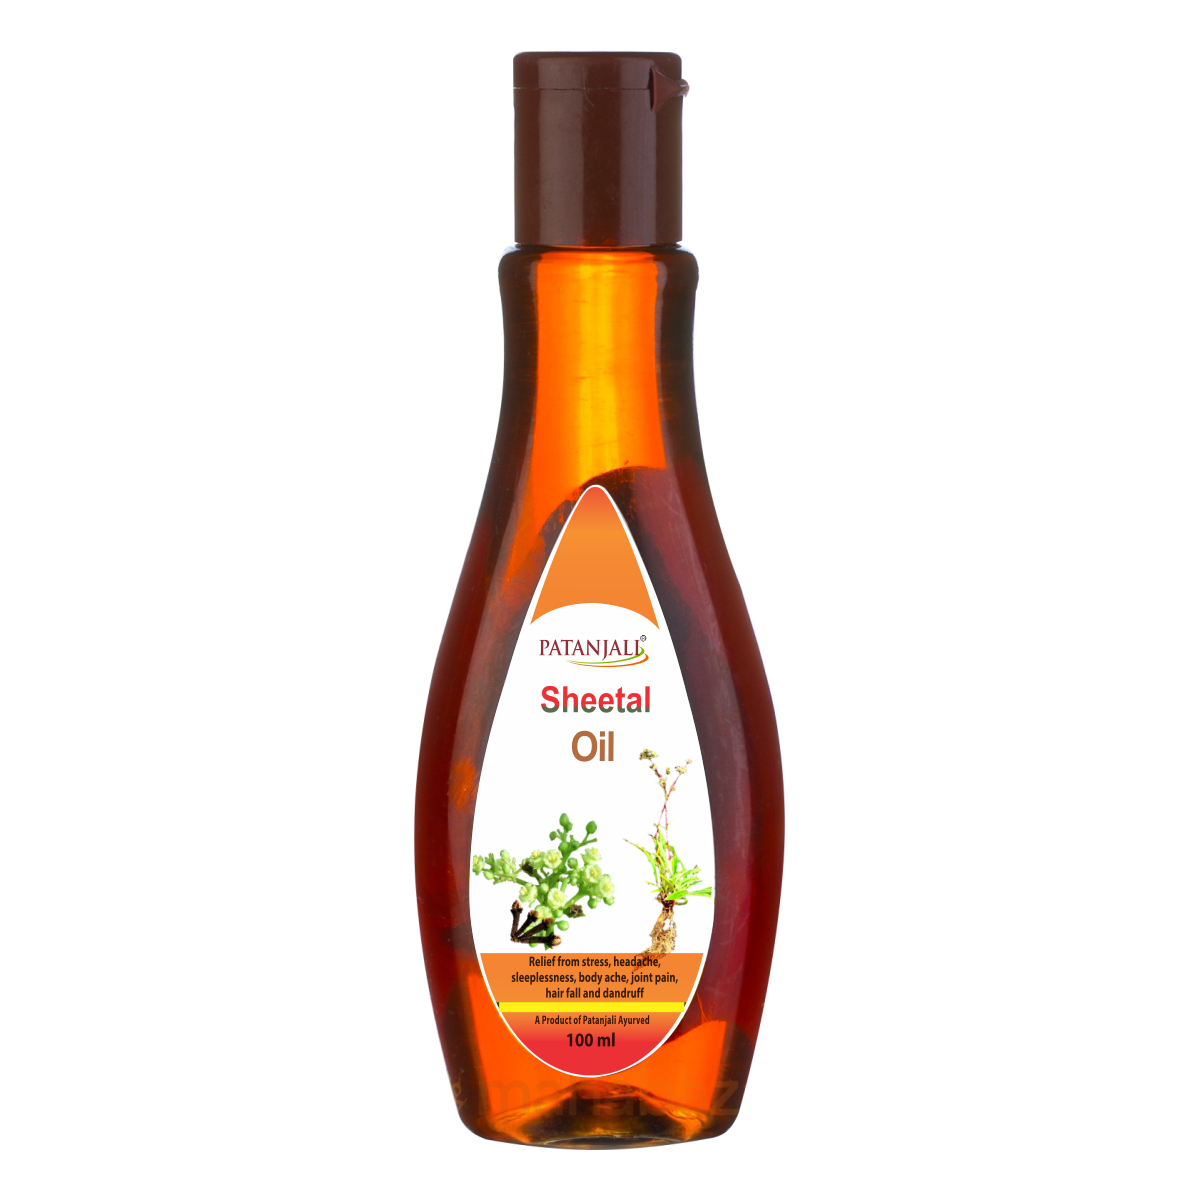 PATANJALI®
Sheetal
Oil
Relief from stress, headache,
sleeplessness, body ache, joint pain,
hair fall and dandruff
A Product of Patanjali Ayurved
100 ml